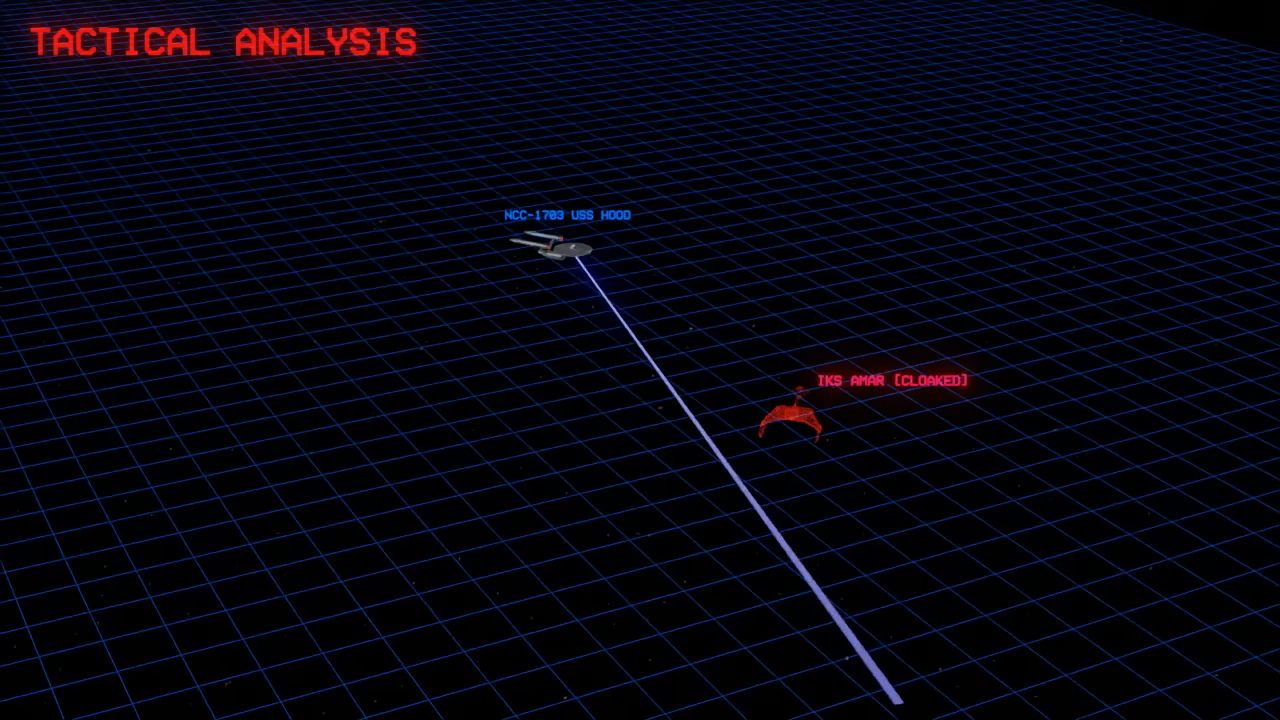 TACTICAL ANALYSIS
NCC-1703 USS HOOD
IKS AMAR [CLOAKED]